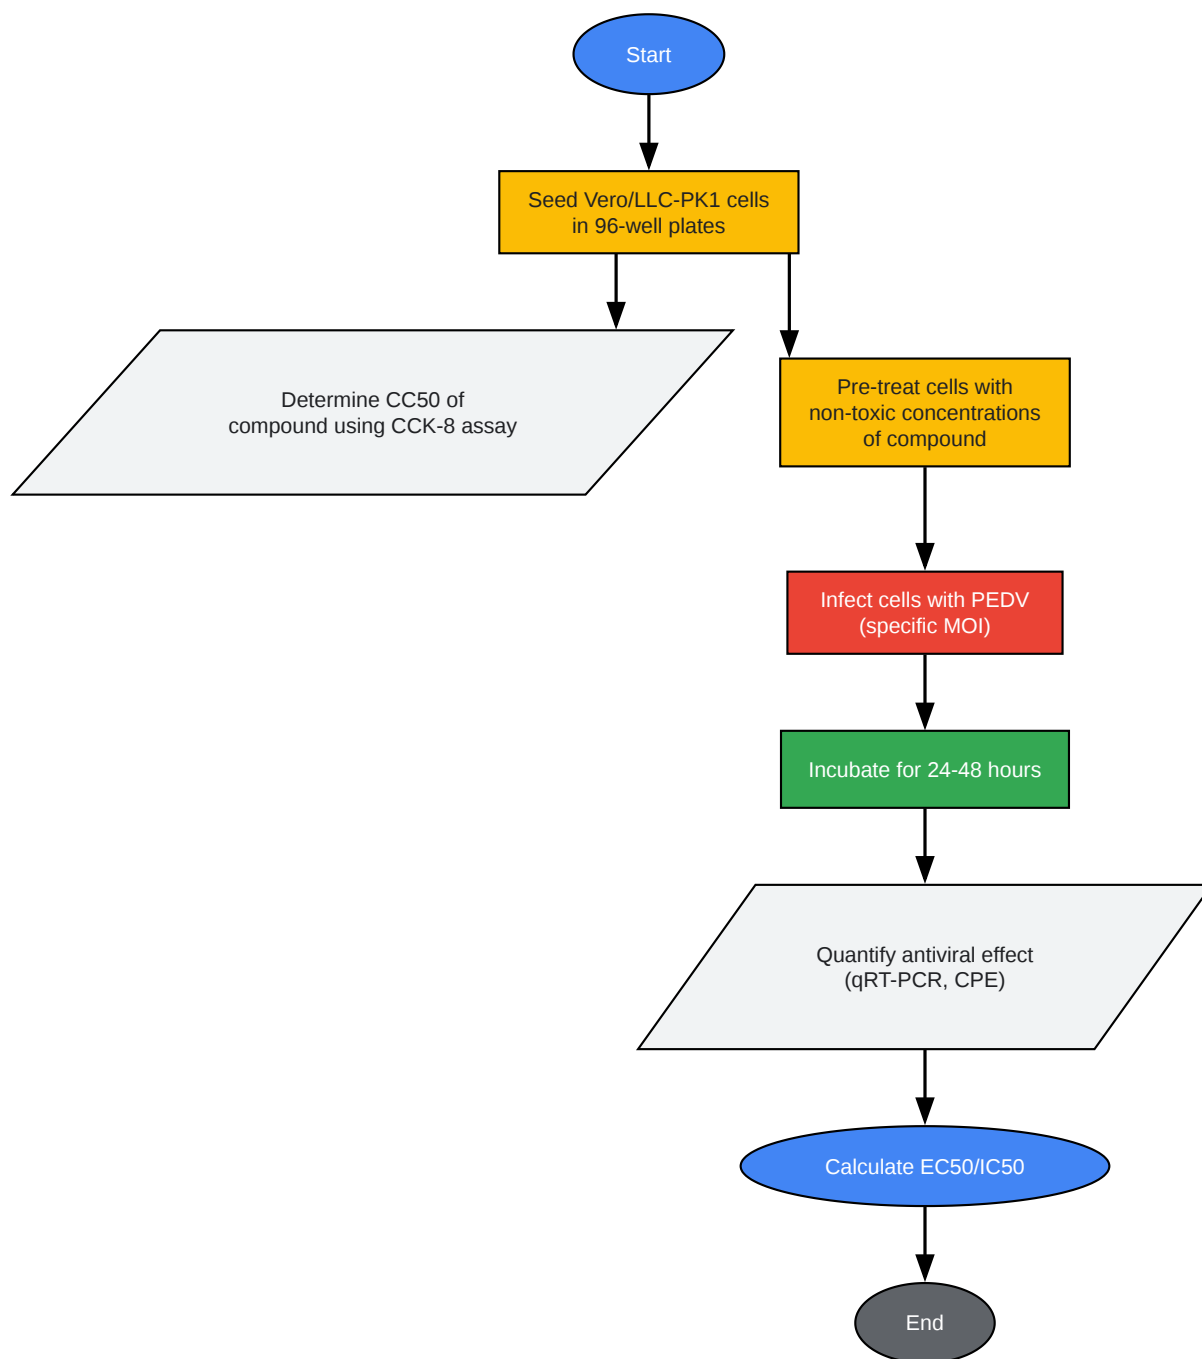 Start
Seed Vero/LLC-PK1 cells
in 96-well plates
Determine CC50 of
compound using CCK-8 assay
Pre-treat cells with
non-toxic concentrations
of compound
Infect cells with PEDV
(specific MOI)
Incubate for 24-48 hours
Quantify antiviral effect
(qRT-PCR, CPE)
Calculate EC50/IC50
End